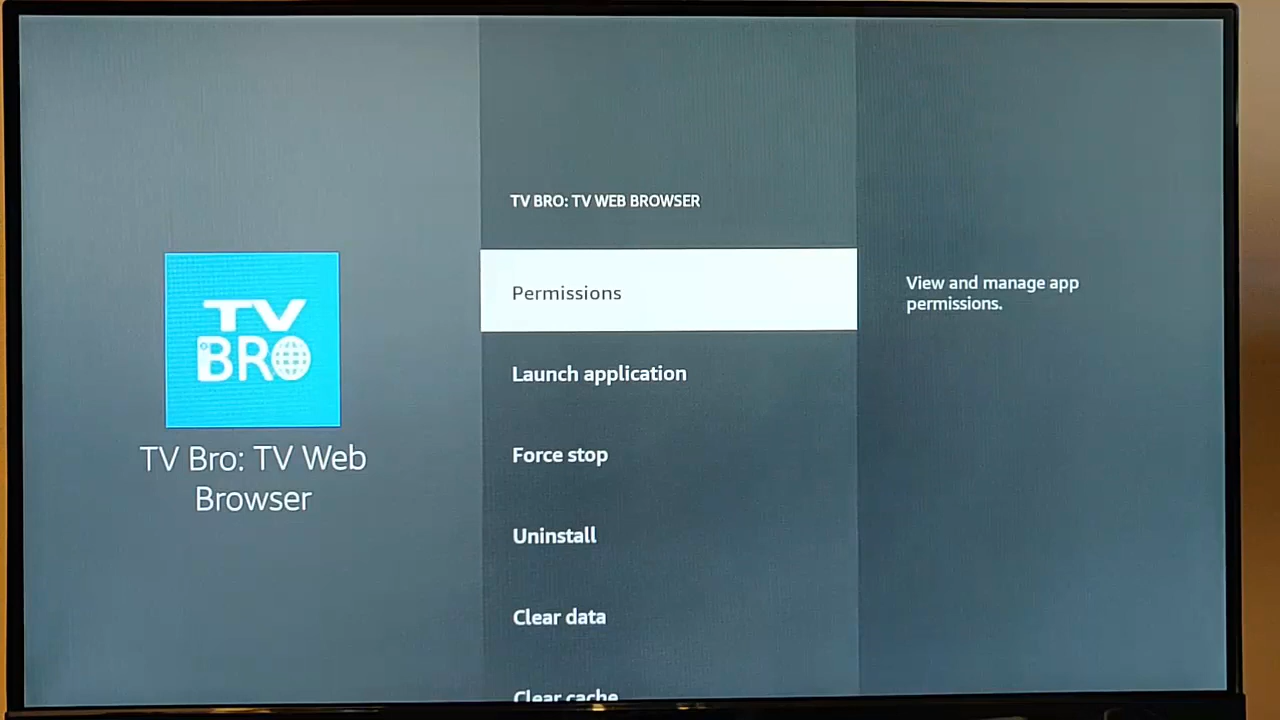 TV BRO: TV WEB BROWSER
Permissions
View and manage app
permissions.
Launch application
Force stop
Uninstall
Clear data
Clear cache
TV
BRO
TV Bro: TV Web
Browser